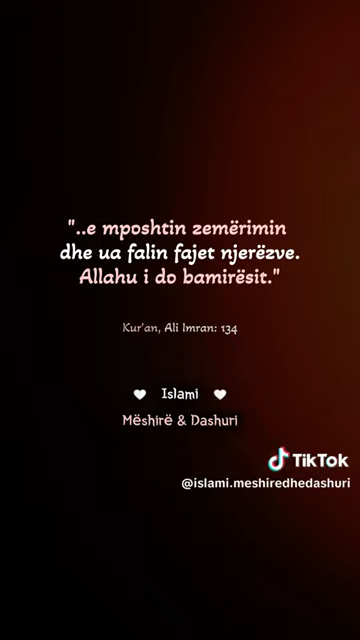 "..e mposhtin zemërimin
dhe ua falin fajet njerëzve.
Allahu i do bamirësit."
Kur'an, Ali Imran: 134
Islami
Mëshirë & Dashuri
TikTok
@islami.meshiredhedashuri